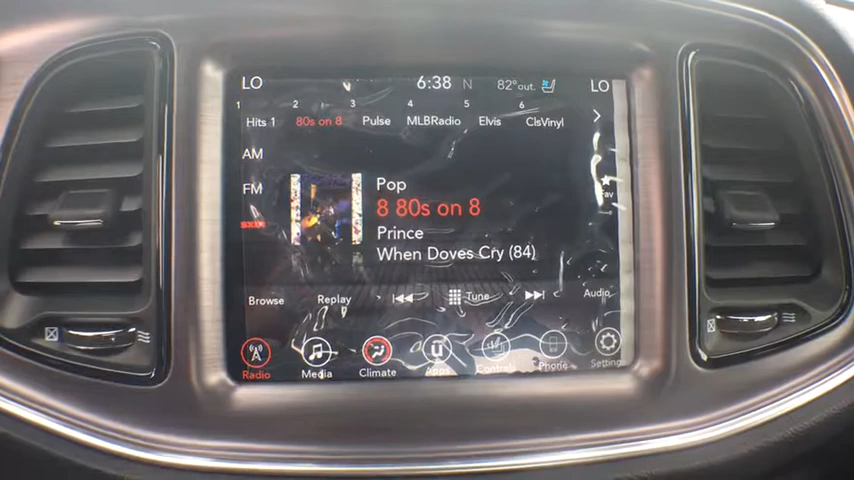 LO 6:38 N 82°out. LO
1 2 3 4 5 6
Hits 1 80s on 8 Pulse MLBRadio Elvis ClsVinyl
AM
FM
Pop
8 80s on 8
Prince
When Doves Cry (84)
Fav
Browse Replay Tune Audio
Radio Media Climate Apps Controls Phone Settings